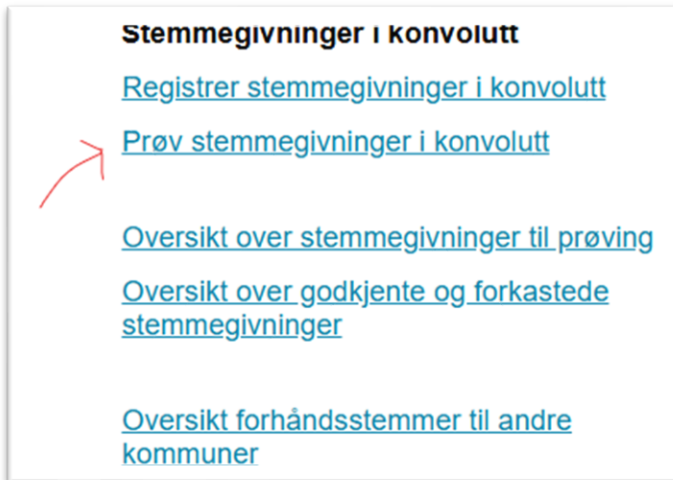 Stemmegivninger i konvolutt
Registrer stemmegivninger i konvolutt
Prøv stemmegivninger i konvolutt
Oversikt over stemmegivninger til prøving
Oversikt over godkjente og forkastede
stemmegivninger
Oversikt forhåndsstemmer til andre
kommuner